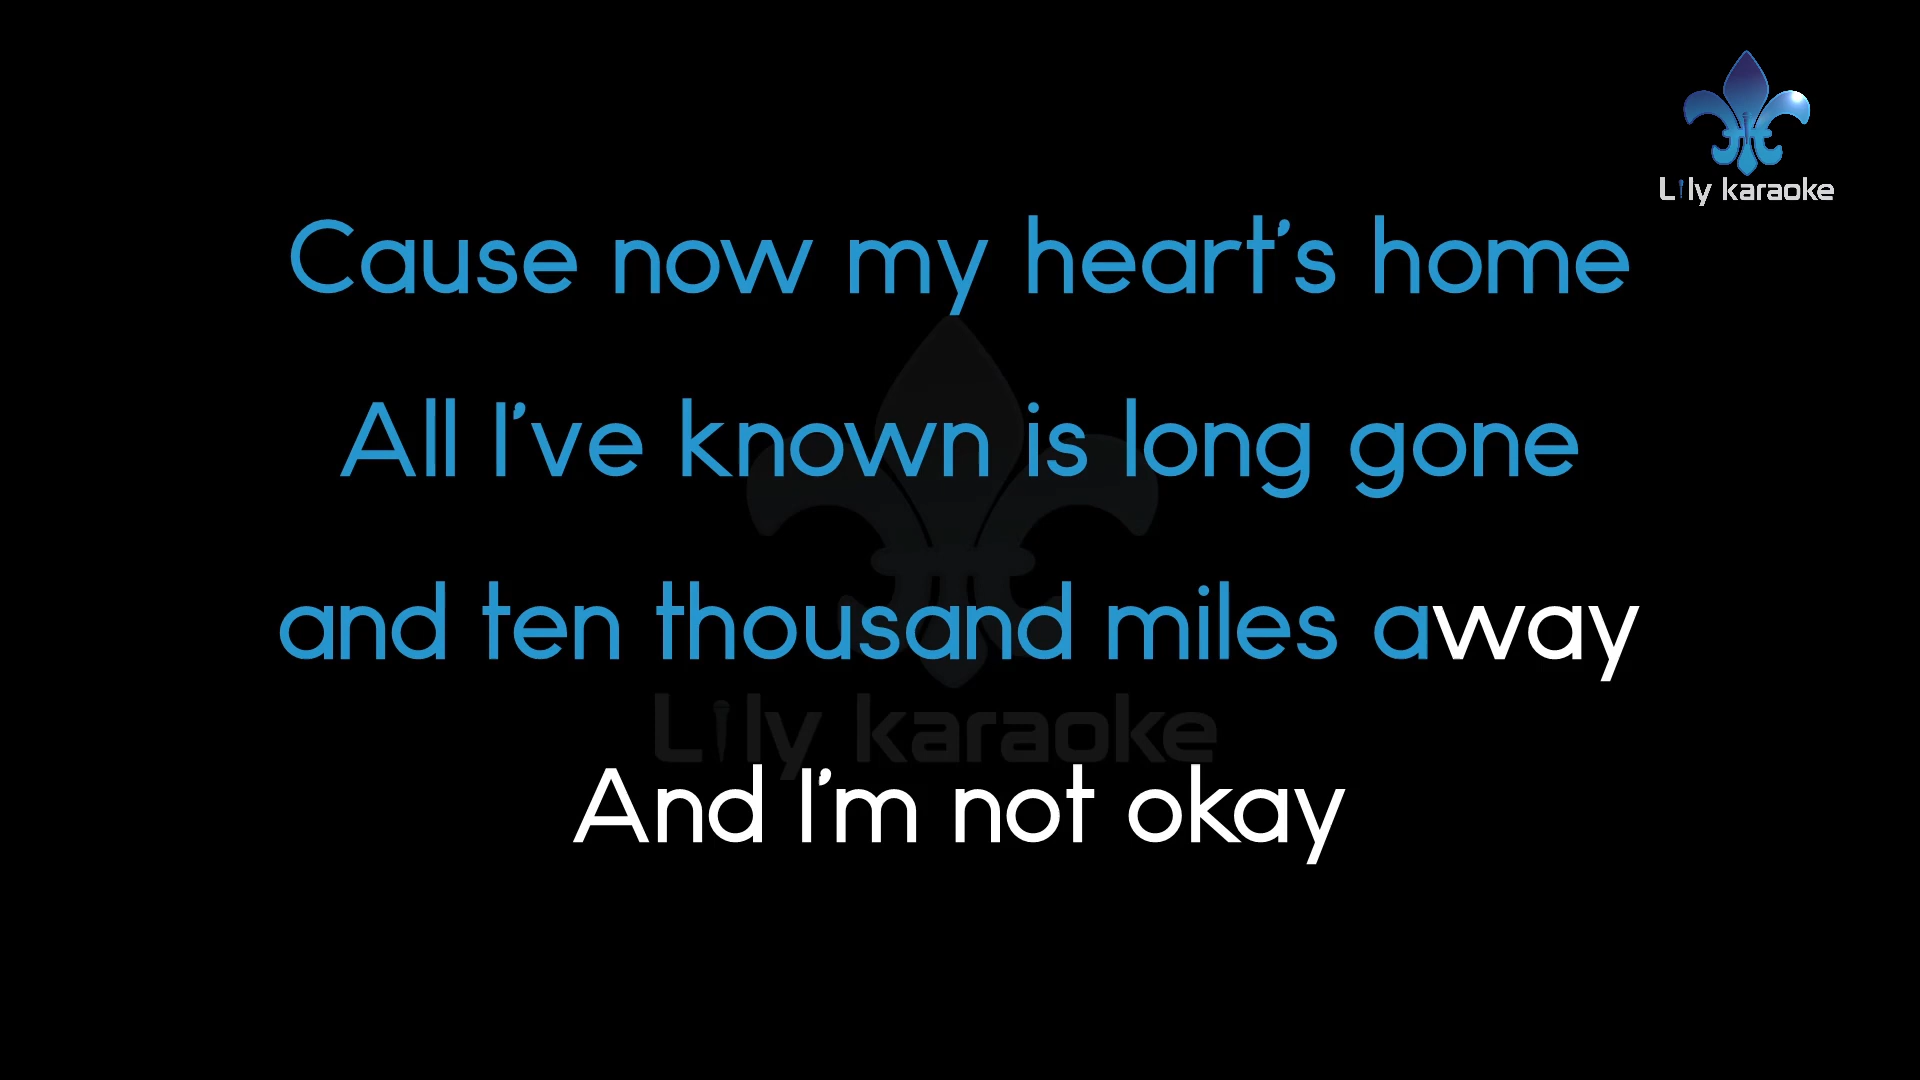 Lily karaoke
Cause now my heart's home
All I've known is long gone
and ten thousand miles away
Lily karaoke
And I'm not okay